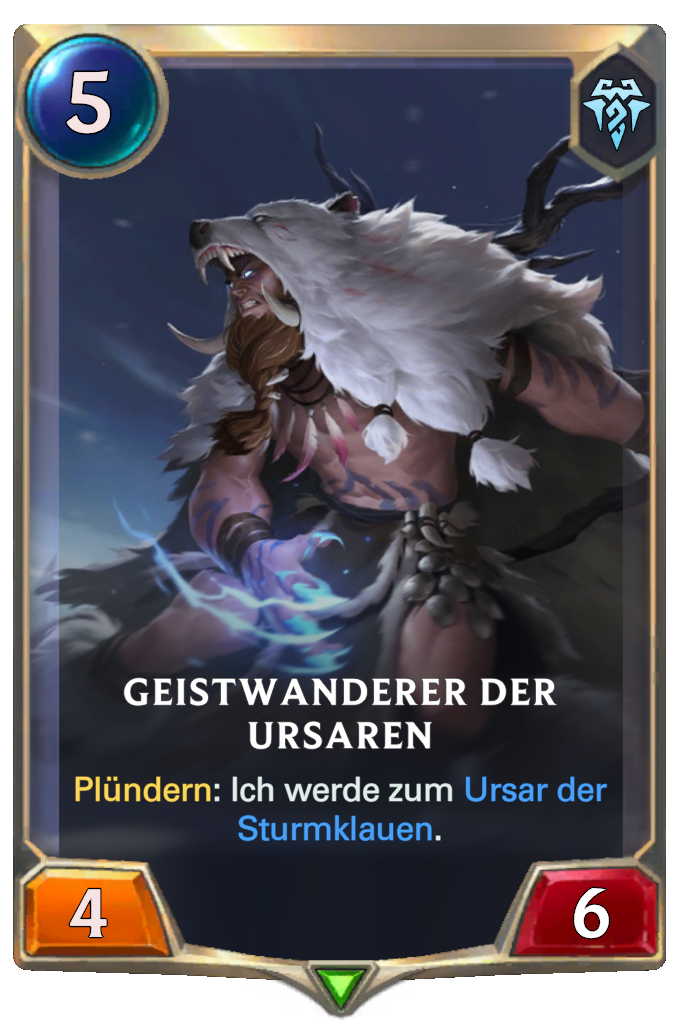 5
GEISTWANDERER DER
URSAREN
Plündern: Ich werde zum Ursar der
Sturmklauen.
4
6